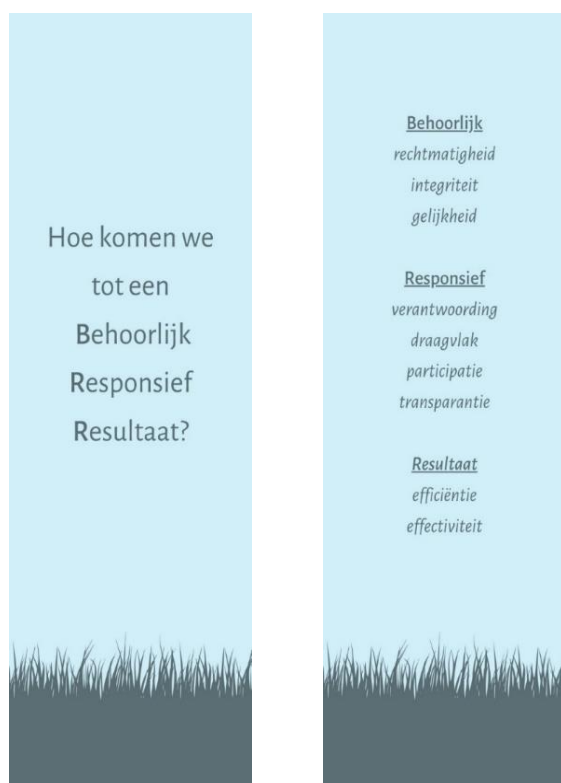 Hoe komen we
tot een
Behoorlijk
Responsief
Resultaat?
Behoorlijk
rechtmatigheid
integriteit
gelijkheid
Responsief
verantwoording
draagvlak
participatie
transparantie
Resultaat
efficiëntie
effectiviteit